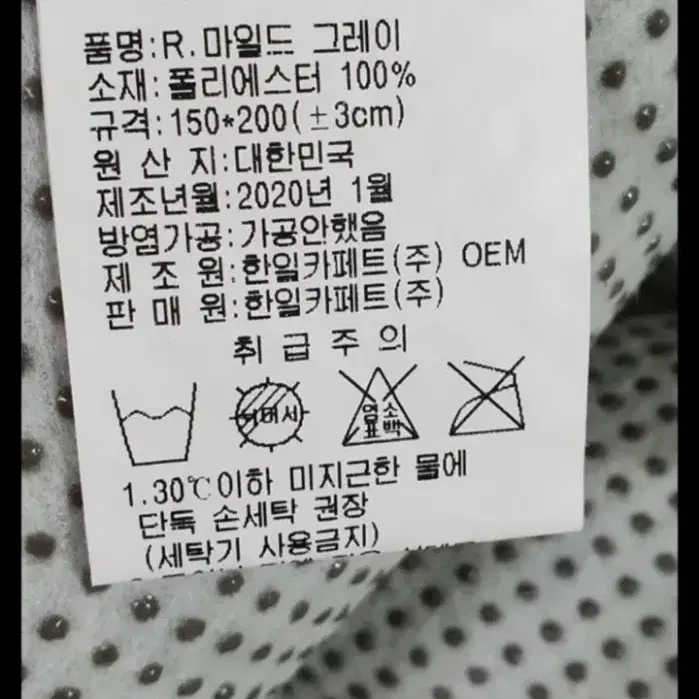 품명:R.마일드 그레이
소재:폴리에스터 100%
규격:150*200(±3cm)
원 산 지:대한민국
제조년월:2020년 1월
방염가공:가공안했음
제 조 원:한일카페트(주) OEM
판 매 원:한일카페트(주)
취 급 주 의
염소
표백
1.30℃이하 미지근한 물에
단독 손세탁 권장
(세탁기 사용금지)